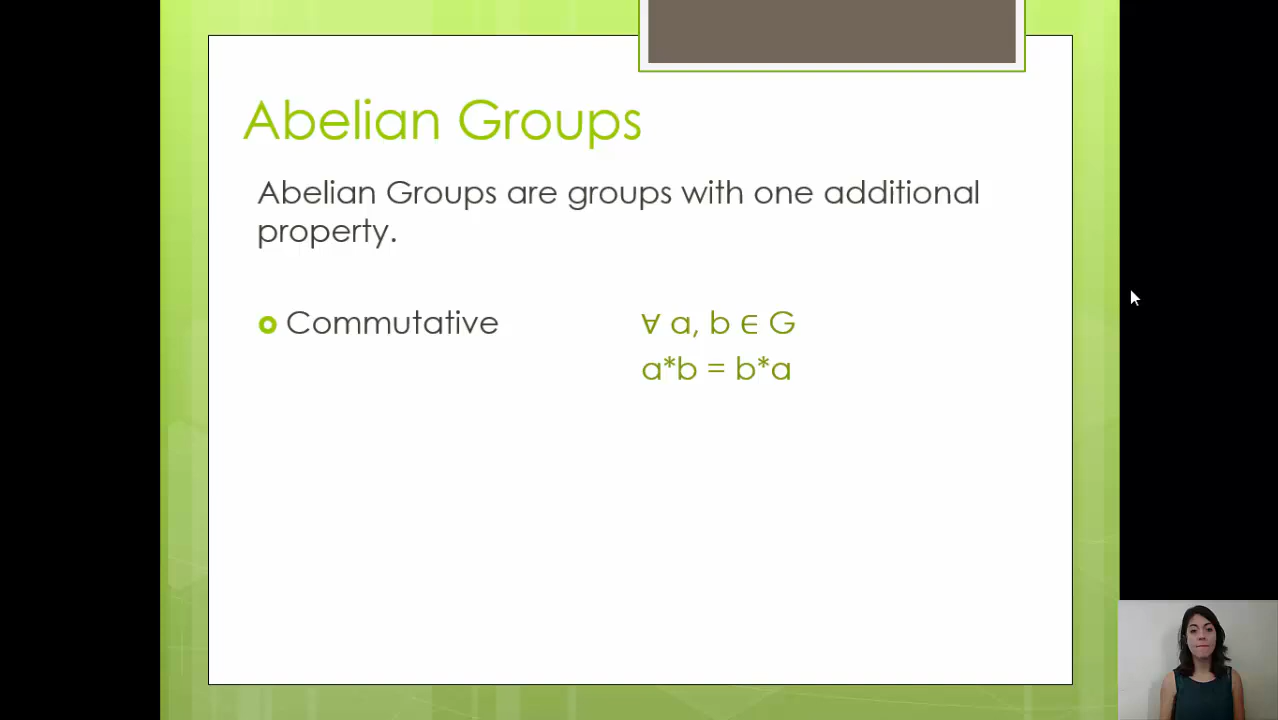 Abelian Groups
Abelian Groups are groups with one additional
property.
Commutative
∀ a, b ∈ G
a*b = b*a